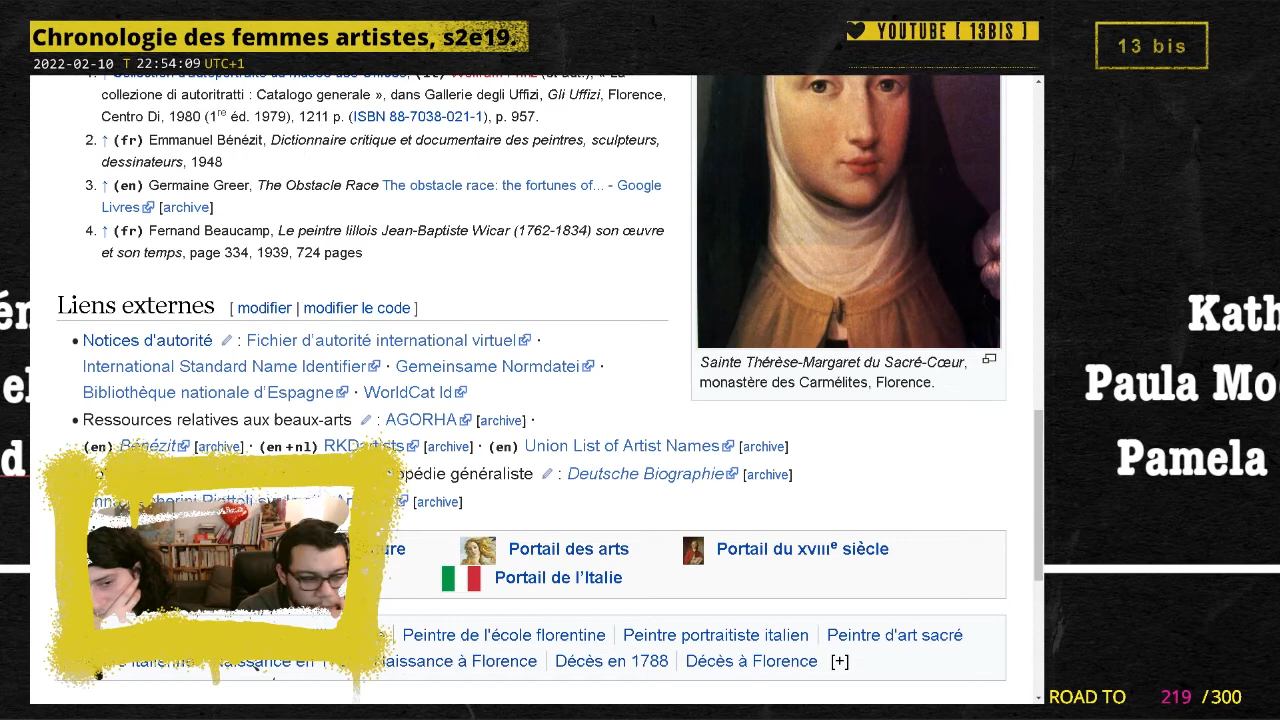 Chronologie des femmes artistes, s2e19.
YOUTUBE [ 13BIS ]
13 bis
2022-02-10 T 22:54:09 UTC+1
collezione di autoritratti : Catalogo generale », dans Gallerie degli Uffizi, Gli Uffizi, Florence,
Centro Di, 1980 (1re éd. 1979), 1211 p. (ISBN 88-7038-021-1), p. 957.
2. ↑ (fr) Emmanuel Bénézit, Dictionnaire critique et documentaire des peintres, sculpteurs,
dessinateurs, 1948
3. ↑ (en) Germaine Greer, The Obstacle Race The obstacle race: the fortunes of... - Google
Livres [archive]
4. ↑ (fr) Fernand Beaucamp, Le peintre lillois Jean-Baptiste Wicar (1762-1834) son œuvre
et son temps, page 334, 1939, 724 pages
Sainte Thérèse-Margaret du Sacré-Cœur,
monastère des Carmélites, Florence.
Liens externes [ modifier | modifier le code ]
• Notices d'autorité : Fichier d'autorité international virtuel ·
International Standard Name Identifier · Gemeinsame Normdatei ·
Bibliothèque nationale d'Espagne · WorldCat Id
• Ressources relatives aux beaux-arts : AGORHA [archive] ·
(en) Bénézit [archive] · (en+nl) RKDartists [archive] · (en) Union List of Artist Names [archive]
généraliste : Deutsche Biographie [archive]
[archive]
Portail des arts
Portail du XVIIIe siècle
Portail de l'Italie
Peintre de l'école florentine | Peintre portraitiste italien | Peintre d'art sacré
Naissance à Florence | Décès en 1788 | Décès à Florence [+]
Kath
Paula Mo
Pamela
ROAD TO 219 / 300